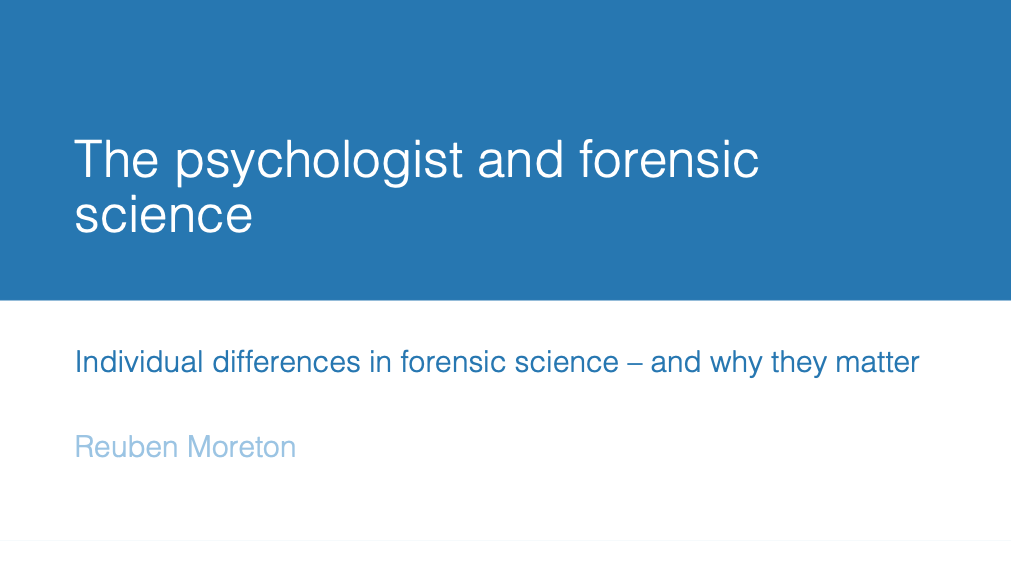 The psychologist and forensic
science
Individual differences in forensic science – and why they matter
Reuben Moreton